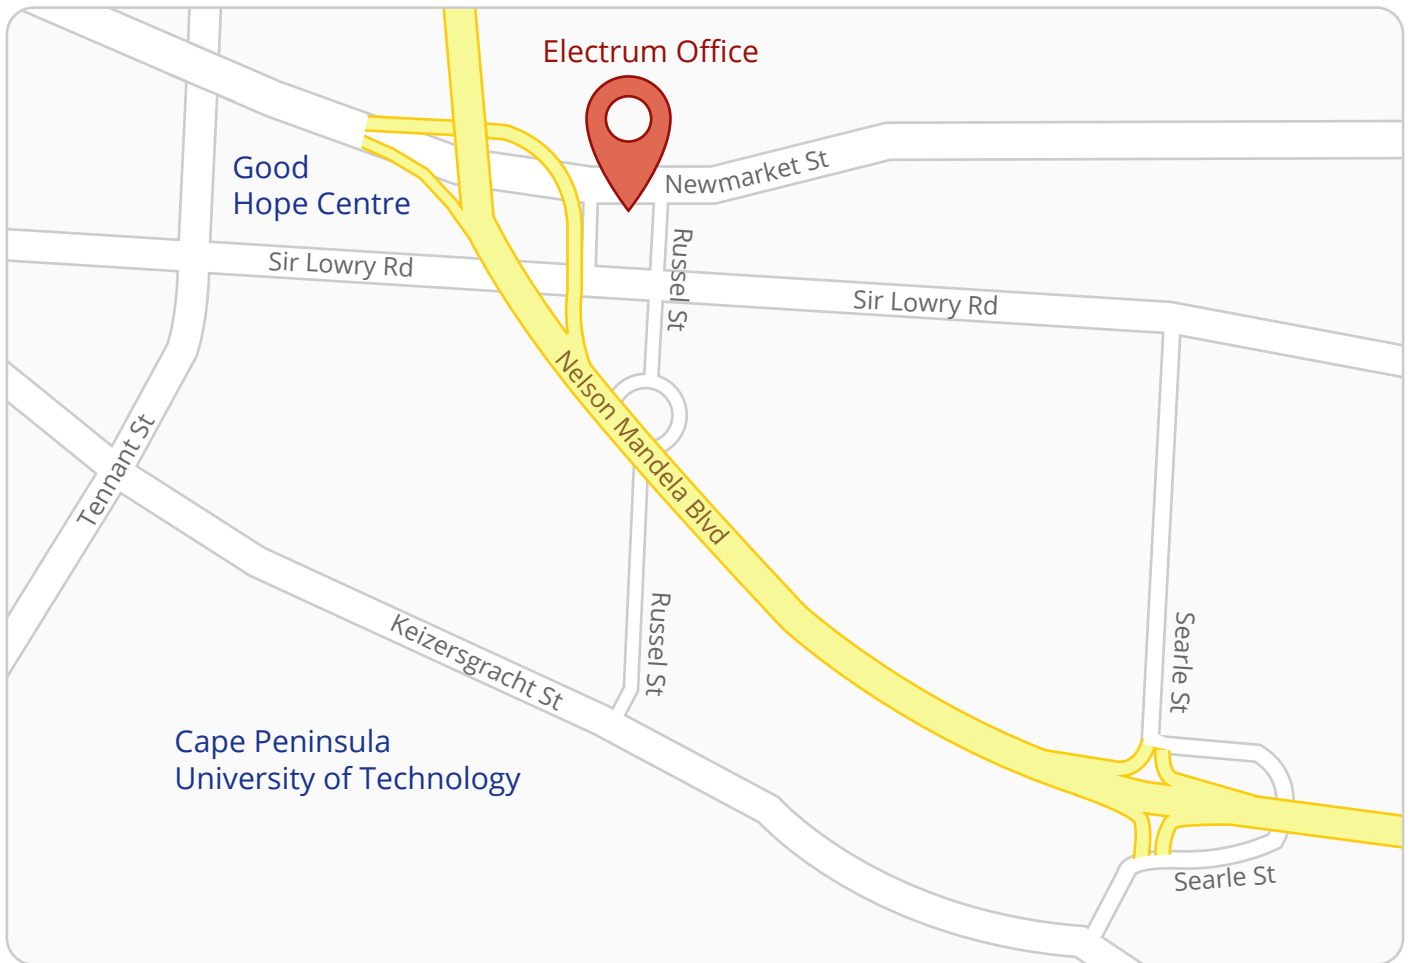 Electrum Office
Newmarket St
Good
Hope Centre
Russel St
Sir Lowry Rd
Sir Lowry Rd
Nelson Mandela Blvd
Tennant St
Russel St
Keizersgracht St
Searle St
Cape Peninsula
University of Technology
Searle St